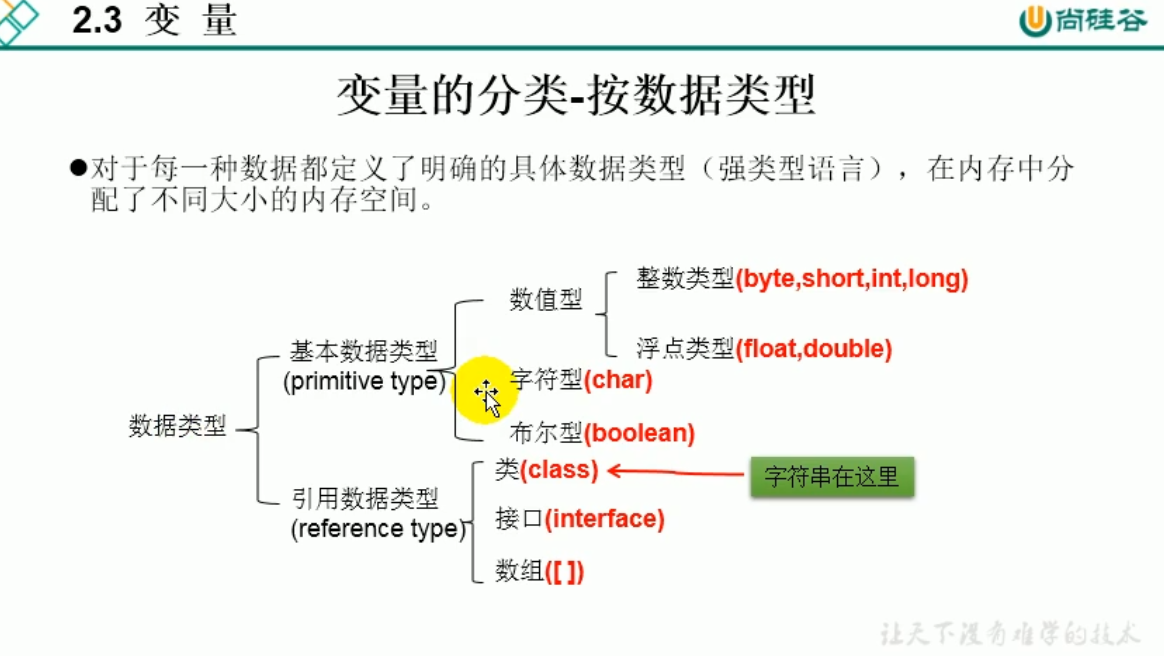 2.3 变 量
尚硅谷
变量的分类-按数据类型
●对于每一种数据都定义了明确的具体数据类型（强类型语言），在内存中分
配了不同大小的内存空间。
整数类型(byte,short,int,long)
数值型
浮点类型(float,double)
基本数据类型
(primitive type)
字符型(char)
布尔型(boolean)
数据类型
类(class)
字符串在这里
引用数据类型
(reference type)
接口(interface)
数组([ ])
让天下没有难学的技术